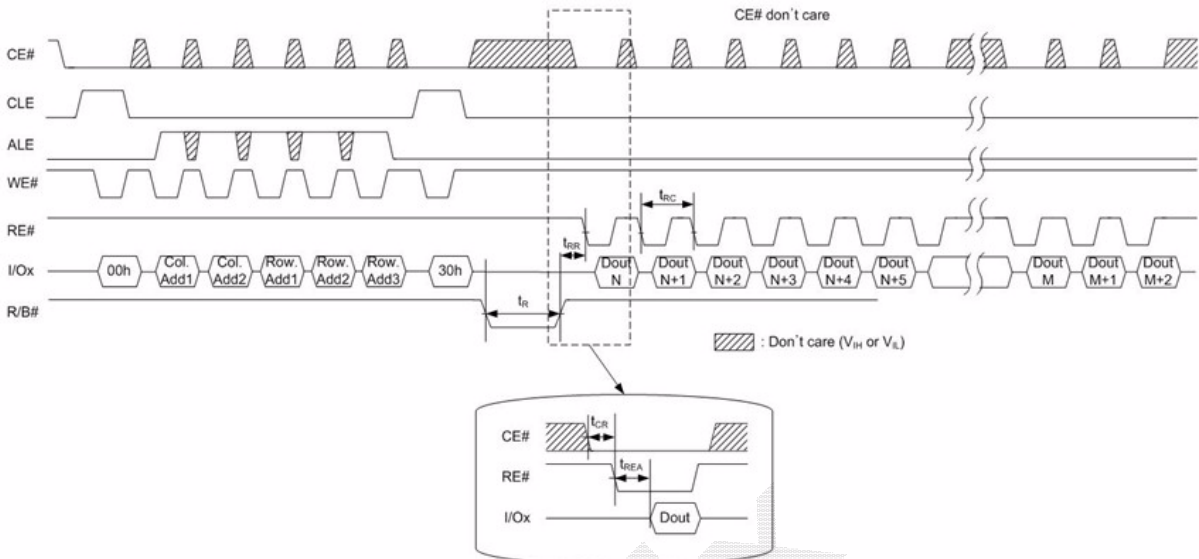 CE# don`t care
CE#
CLE
ALE
WE#
tRC
RE#
tRR
I/Ox
00h
Col. Add1
Col. Add2
Row. Add1
Row. Add2
Row. Add3
30h
Dout N
Dout N+1
Dout N+2
Dout N+3
Dout N+4
Dout N+5
Dout M
Dout M+1
Dout M+2
tR
R/B#
: Don`t care (VIH or VIL)
CE#
tCR
RE#
tREA
I/Ox
Dout